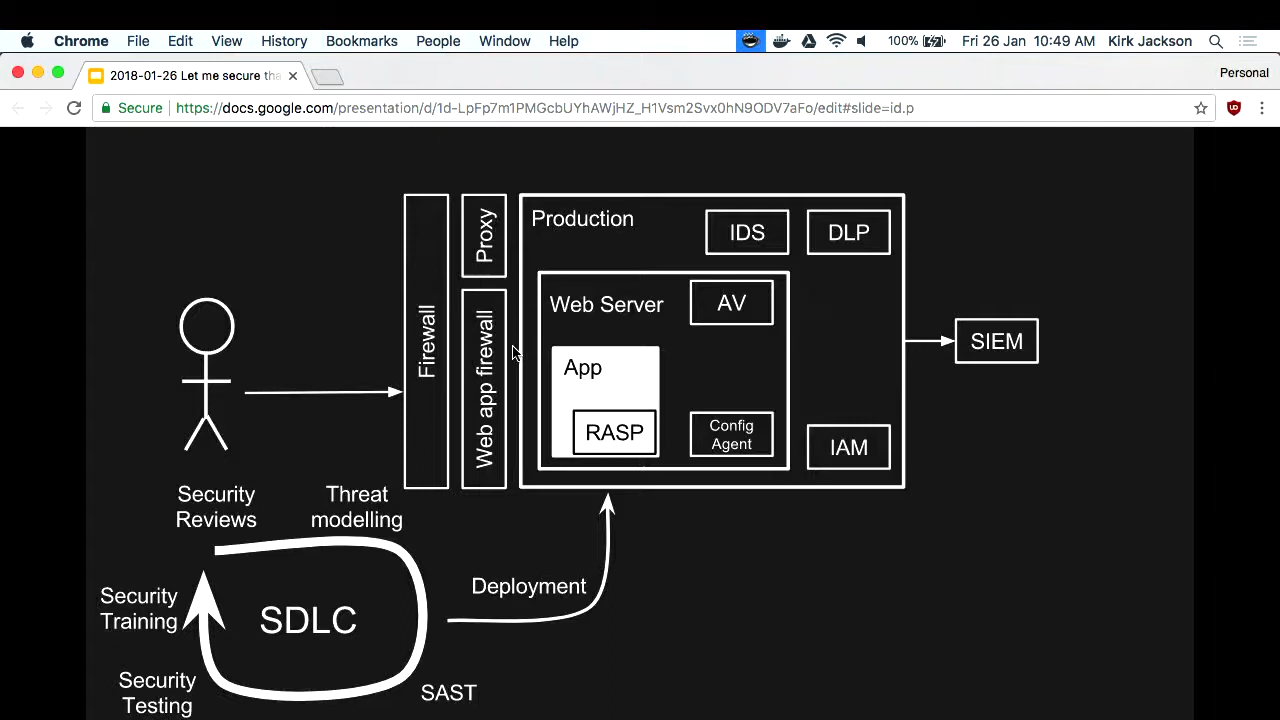 Chrome File Edit View History Bookmarks People Window Help 100% Fri 26 Jan 10:49 AM Kirk Jackson
2018-01-26 Let me secure tha
Personal
Secure https://docs.google.com/presentation/d/1d-LpFp7m1PMGcbUYhAWjHZ_H1Vsm2Svx0hN9ODV7aFo/edit#slide=id.p
Firewall
Proxy
Web app firewall
Production
IDS
DLP
Web Server
AV
App
RASP
Config
Agent
IAM
SIEM
Security
Reviews
Threat
modelling
Security
Training
SDLC
Deployment
Security
Testing
SAST